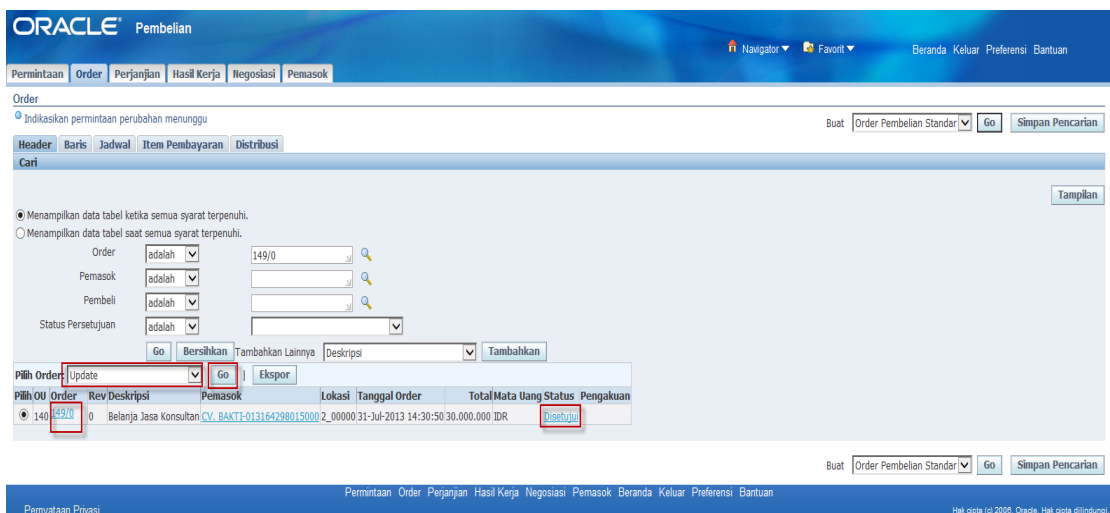 ORACLE® Pembelian
Navigator Favorit Beranda Keluar Preferensi Bantuan
Permintaan Order Perjanjian Hasil Kerja Negosiasi Pemasok
Order
Indikasikan permintaan perubahan menunggu
Buat Order Pembelian Standar Go Simpan Pencarian
Header Baris Jadwal Item Pembayaran Distribusi
Cari
Tampilan
Menampilkan data tabel ketika semua syarat terpenuhi.
Menampilkan data tabel saat semua syarat terpenuhi.
Order adalah 149/0
Pemasok adalah
Pembeli adalah
Status Persetujuan adalah
Go Bersihkan Tambahkan Lainnya Deskripsi Tambahkan
Pilih Order: Update Go | Ekspor
Pilih OU Order Rev Deskripsi Pemasok Lokasi Tanggal Order Total Mata Uang Status Pengakuan
140 149/0 0 Belanja Jasa Konsultan CV. BAKTI-013164298015000 2_00000 31-Jul-2013 14:30:50 30.000.000 IDR Disetujui
Buat Order Pembelian Standar Go Simpan Pencarian
Permintaan Order Perjanjian Hasil Kerja Negosiasi Pemasok Beranda Keluar Preferensi Bantuan
Pernyataan Privasi Hak cipta (c) 2006, Oracle. Hak cipta dilindungi.